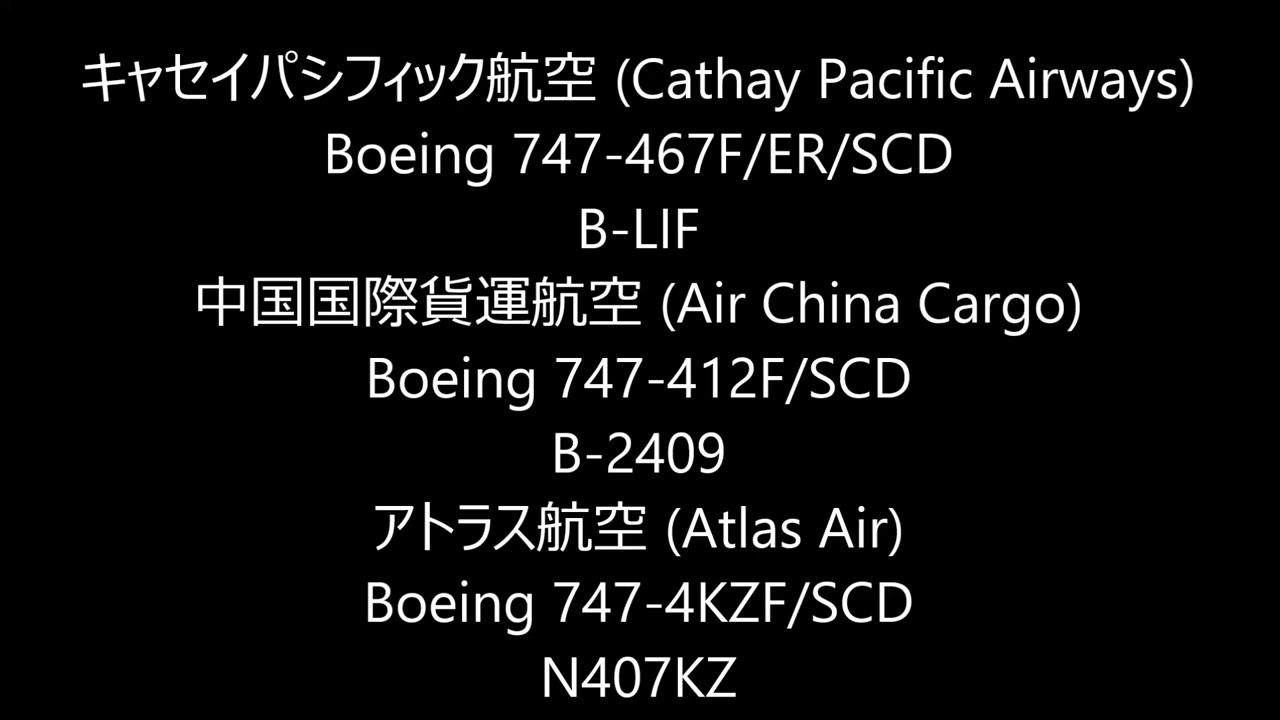 キャセイパシフィック航空 (Cathay Pacific Airways)
Boeing 747-467F/ER/SCD
B-LIF
中国国際貨運航空 (Air China Cargo)
Boeing 747-412F/SCD
B-2409
アトラス航空 (Atlas Air)
Boeing 747-4KZF/SCD
N407KZ